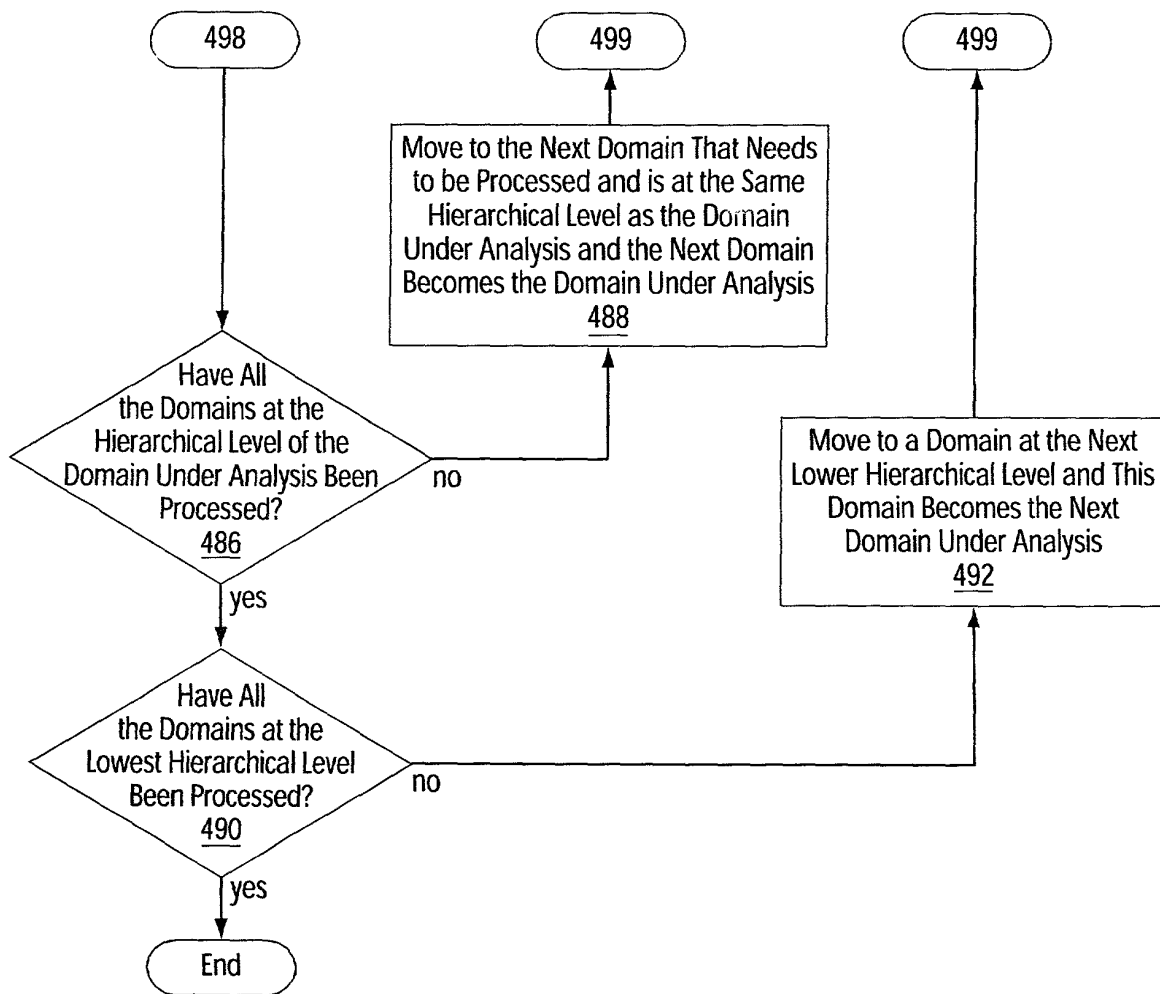 498
499
499
Move to the Next Domain That Needs
to be Processed and is at the Same
Hierarchical Level as the Domain
Under Analysis and the Next Domain
Becomes the Domain Under Analysis
488
Have All
the Domains at the
Hierarchical Level of the
Domain Under Analysis Been
Processed?
486
no
yes
Move to a Domain at the Next
Lower Hierarchical Level and This
Domain Becomes the Next
Domain Under Analysis
492
Have All
the Domains at the
Lowest Hierarchical Level
Been Processed?
490
no
yes
End